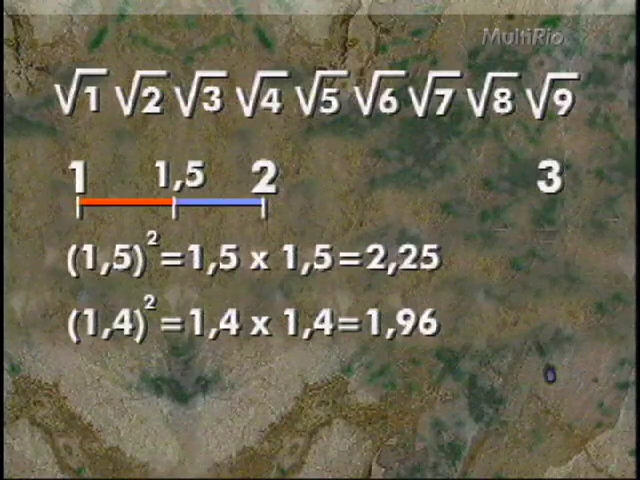 MultiRio
√1 √2 √3 √4 √5 √6 √7 √8 √9
1 1,5 2 3
(1,5)²=1,5 x 1,5=2,25
(1,4)²=1,4 x 1,4=1,96